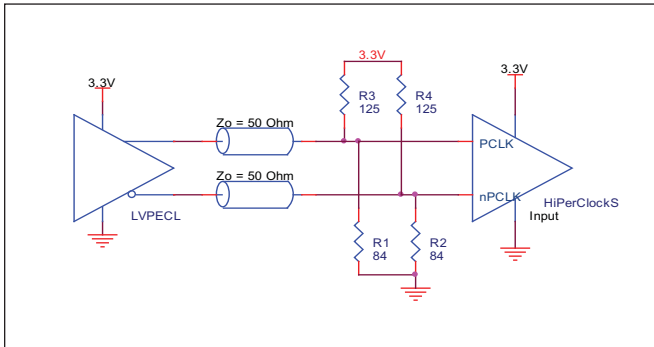 3.3V
3.3V
3.3V
R3
125
R4
125
Zo = 50 Ohm
PCLK
Zo = 50 Ohm
nPCLK
HiPerClockS
Input
LVPECL
R1
84
R2
84